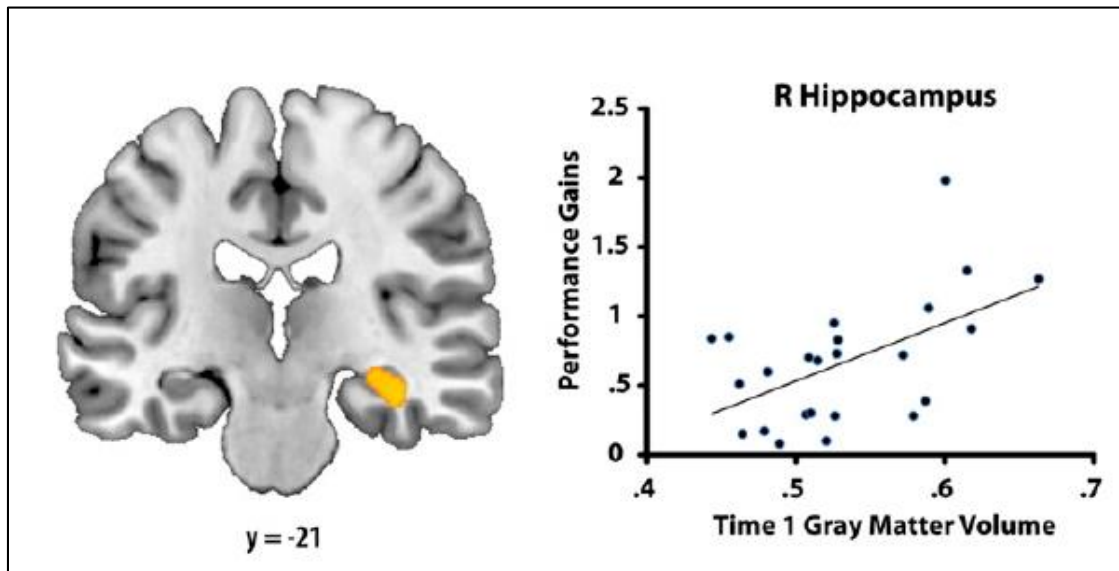 y = -21
R Hippocampus
Performance Gains
2.5
2
1.5
1
.5
0
.4 .5 .6 .7
Time 1 Gray Matter Volume